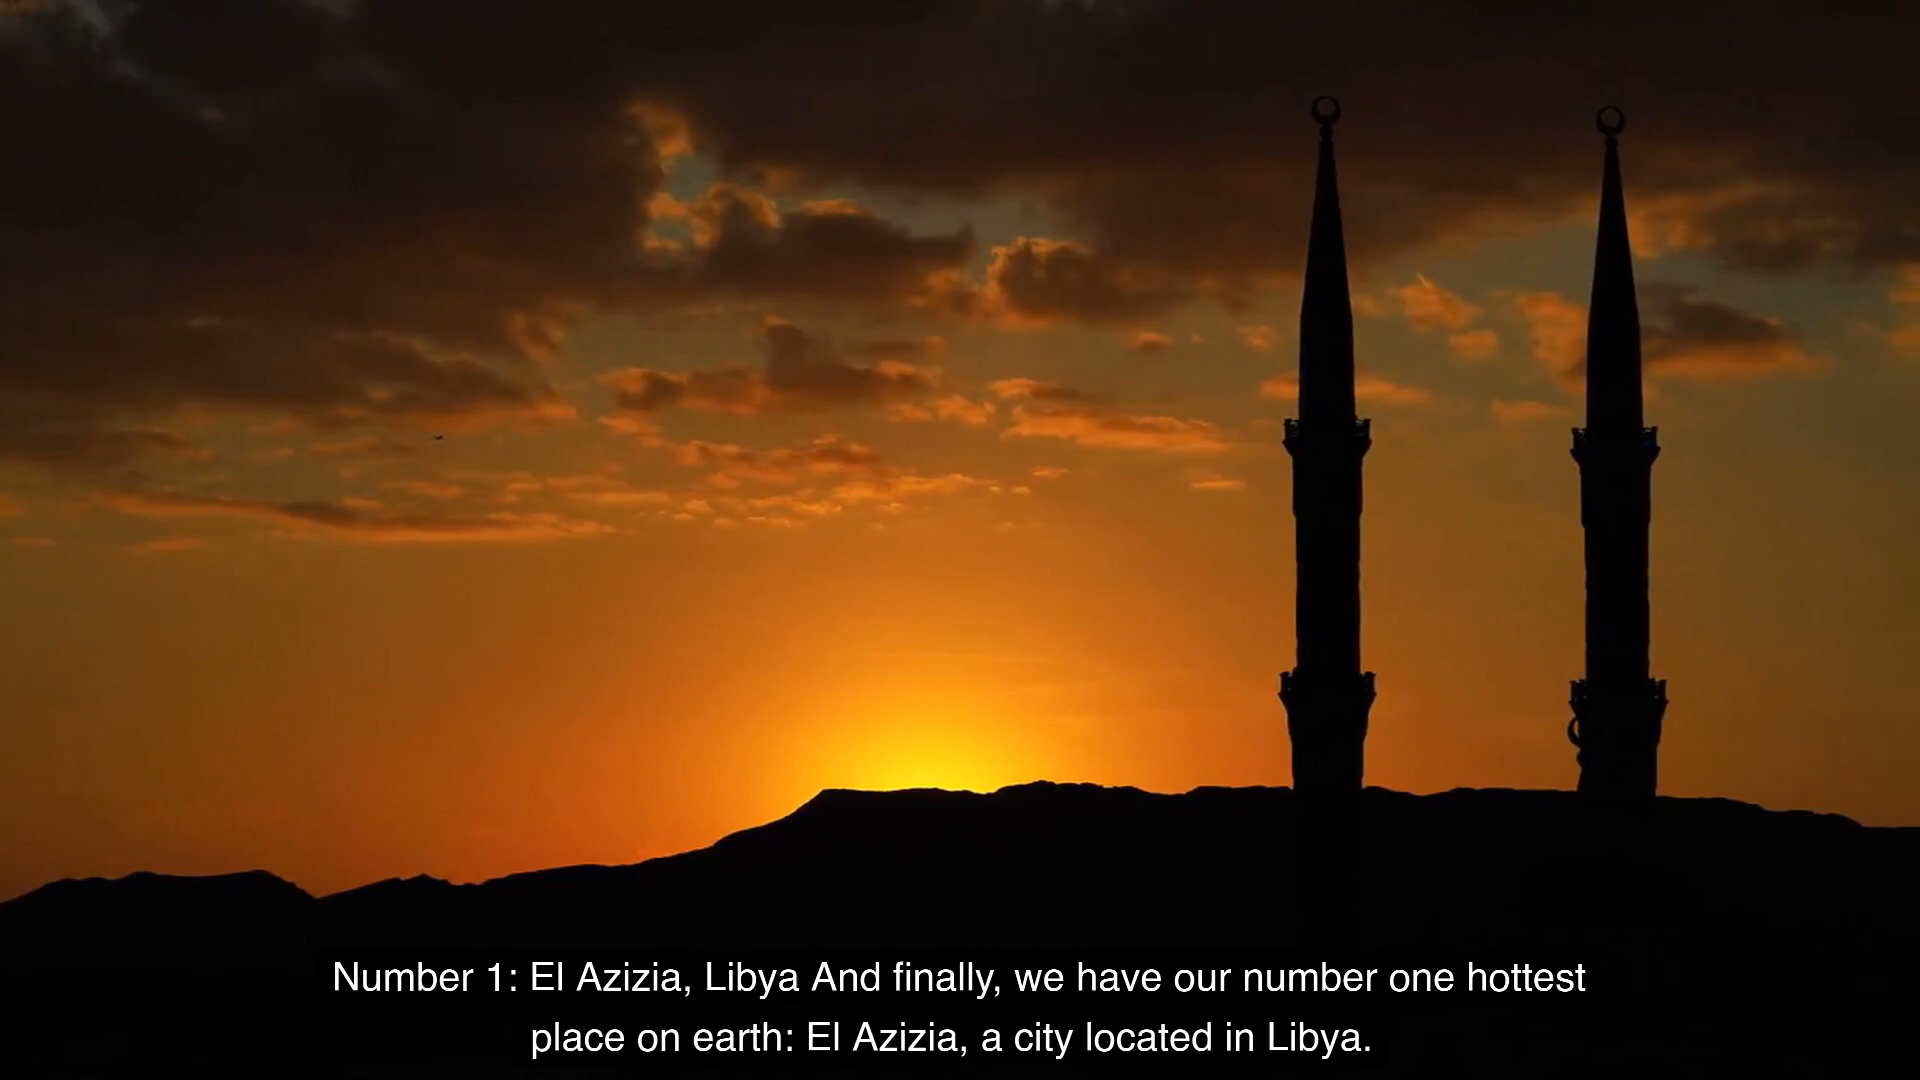 Number 1: El Azizia, Libya And finally, we have our number one hottest
place on earth: El Azizia, a city located in Libya.